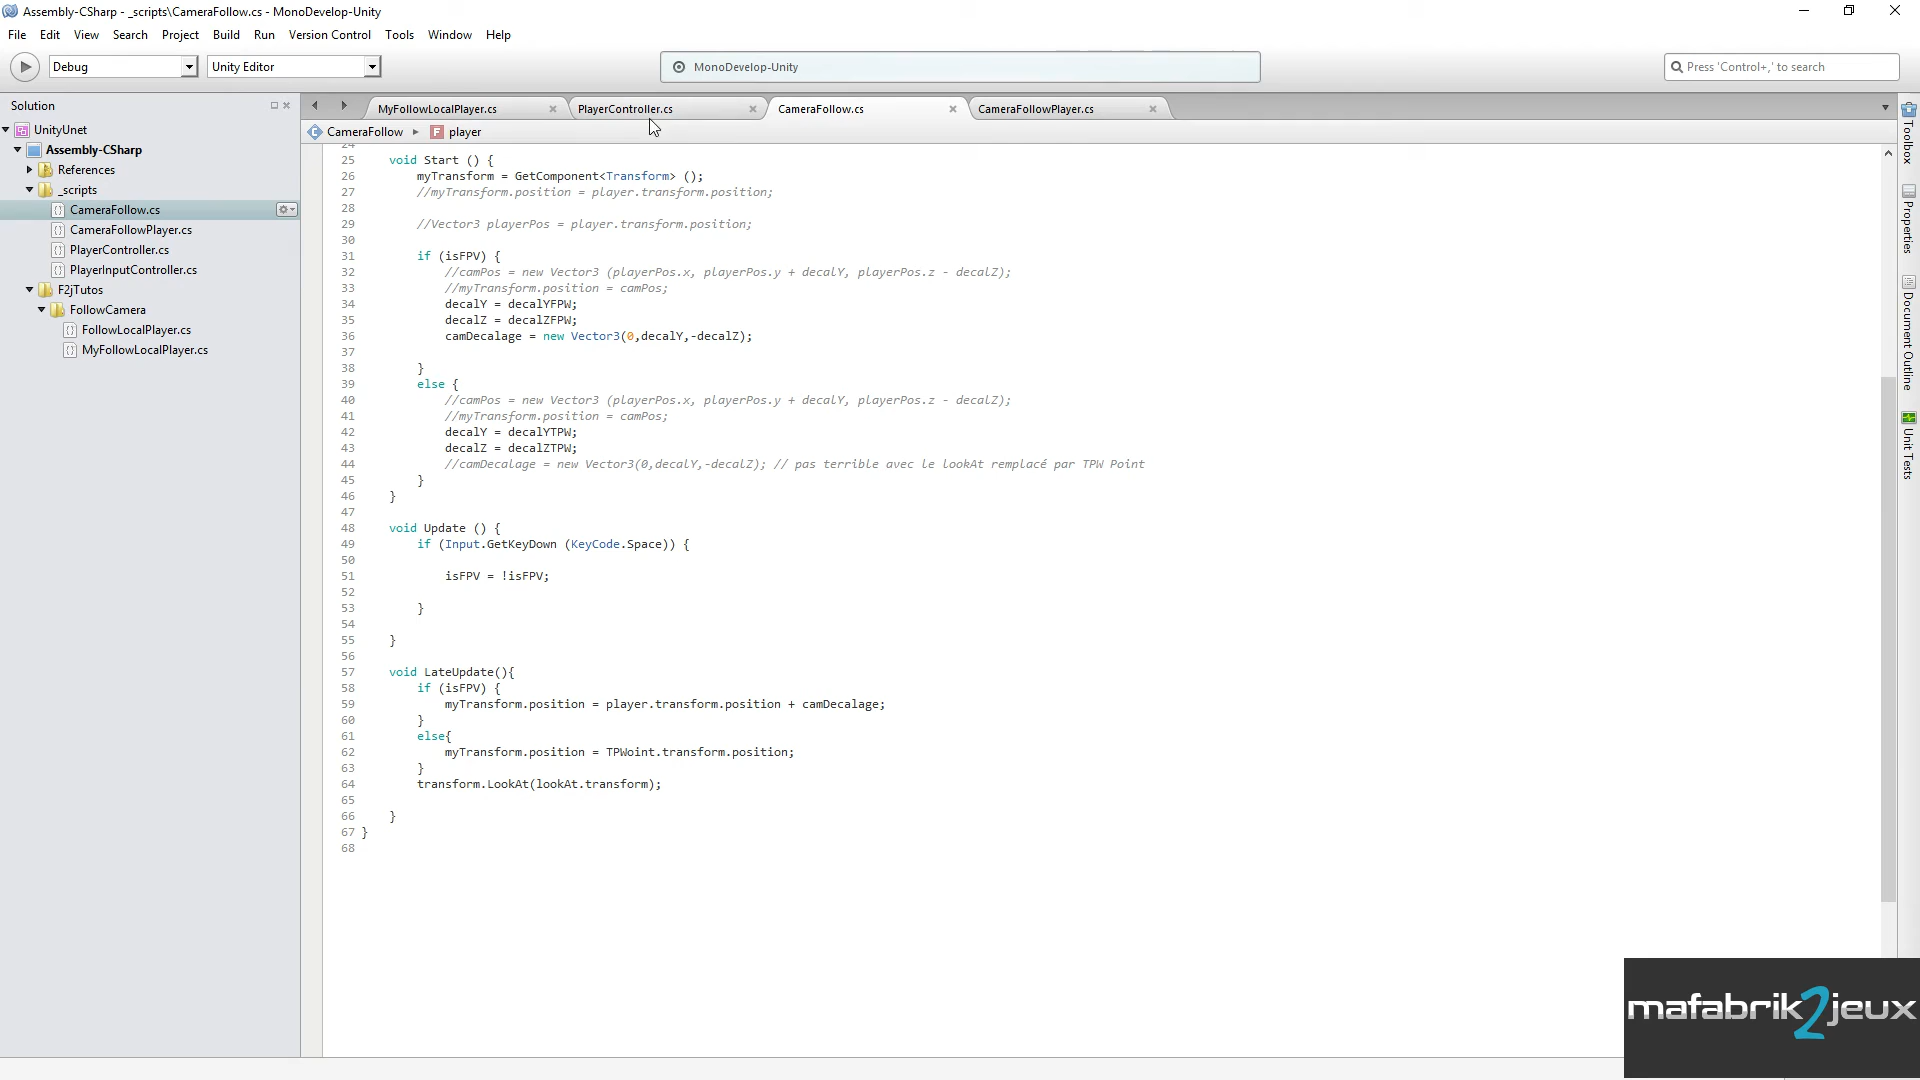 Assembly-CSharp - _scripts\CameraFollow.cs - MonoDevelop-Unity
File Edit View Search Project Build Run Version Control Tools Window Help
Debug Unity Editor MonoDevelop-Unity Press 'Control+,' to search
Solution
UnityUnet
Assembly-CSharp
References
_scripts
CameraFollow.cs
CameraFollowPlayer.cs
PlayerController.cs
PlayerInputController.cs
F2jTutos
FollowCamera
FollowLocalPlayer.cs
MyFollowLocalPlayer.cs
MyFollowLocalPlayer.cs PlayerController.cs CameraFollow.cs CameraFollowPlayer.cs
CameraFollow player
24
25 void Start () {
26 myTransform = GetComponent<Transform> ();
27 //myTransform.position = player.transform.position;
28
29 //Vector3 playerPos = player.transform.position;
30
31 if (isFPV) {
32 //camPos = new Vector3 (playerPos.x, playerPos.y + decalY, playerPos.z - decalZ);
33 //myTransform.position = camPos;
34 decalY = decalYFPW;
35 decalZ = decalZFPW;
36 camDecalage = new Vector3(0,decalY,-decalZ);
37
38 }
39 else {
40 //camPos = new Vector3 (playerPos.x, playerPos.y + decalY, playerPos.z - decalZ);
41 //myTransform.position = camPos;
42 decalY = decalYTPW;
43 decalZ = decalZTPW;
44 //camDecalage = new Vector3(0,decalY,-decalZ); // pas terrible avec le lookAt remplacé par TPW Point
45 }
46 }
47
48 void Update () {
49 if (Input.GetKeyDown (KeyCode.Space)) {
50
51 isFPV = !isFPV;
52
53 }
54
55 }
56
57 void LateUpdate(){
58 if (isFPV) {
59 myTransform.position = player.transform.position + camDecalage;
60 }
61 else{
62 myTransform.position = TPWoint.transform.position;
63 }
64 transform.LookAt(lookAt.transform);
65
66 }
67 }
68
Toolbox
Properties
Document Outline
Unit Tests
mafabrik2jeux